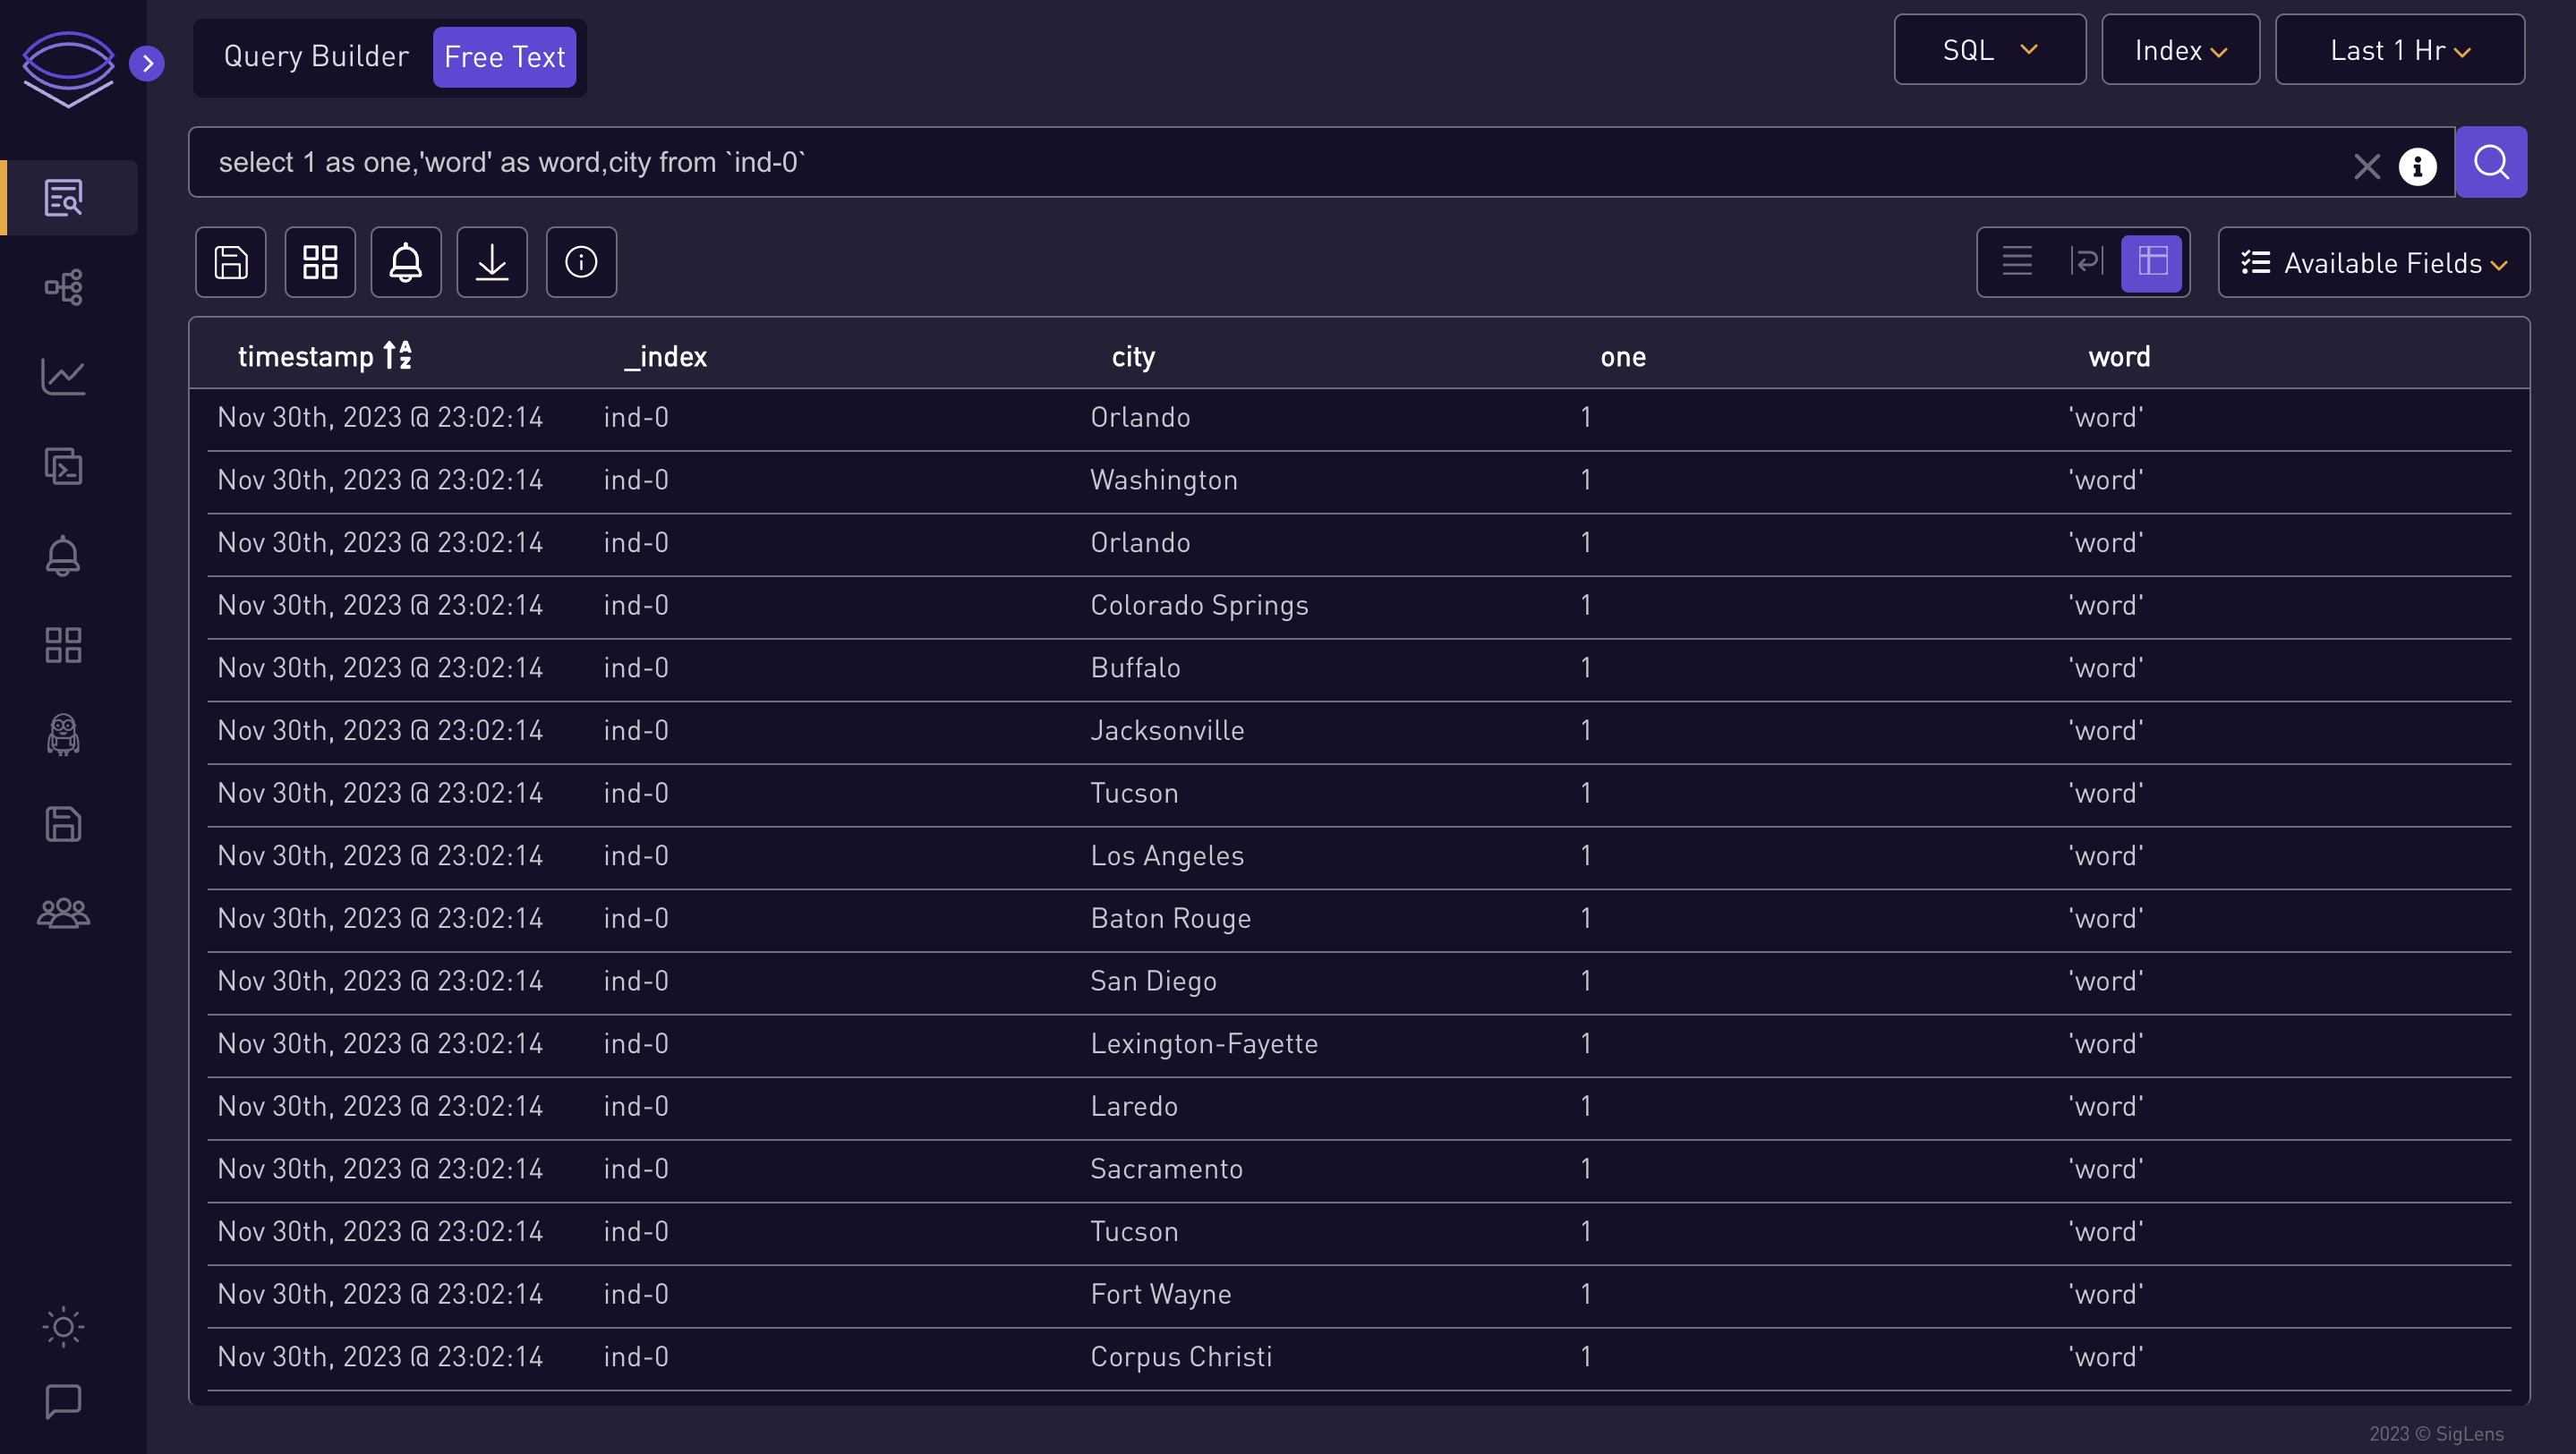 Query Builder Free Text SQL Index Last 1 Hr
select 1 as one,'word' as word,city from `ind-0`
Available Fields
timestamp _index city one word
Nov 30th, 2023 @ 23:02:14 ind-0 Orlando 1 'word'
Nov 30th, 2023 @ 23:02:14 ind-0 Washington 1 'word'
Nov 30th, 2023 @ 23:02:14 ind-0 Orlando 1 'word'
Nov 30th, 2023 @ 23:02:14 ind-0 Colorado Springs 1 'word'
Nov 30th, 2023 @ 23:02:14 ind-0 Buffalo 1 'word'
Nov 30th, 2023 @ 23:02:14 ind-0 Jacksonville 1 'word'
Nov 30th, 2023 @ 23:02:14 ind-0 Tucson 1 'word'
Nov 30th, 2023 @ 23:02:14 ind-0 Los Angeles 1 'word'
Nov 30th, 2023 @ 23:02:14 ind-0 Baton Rouge 1 'word'
Nov 30th, 2023 @ 23:02:14 ind-0 San Diego 1 'word'
Nov 30th, 2023 @ 23:02:14 ind-0 Lexington-Fayette 1 'word'
Nov 30th, 2023 @ 23:02:14 ind-0 Laredo 1 'word'
Nov 30th, 2023 @ 23:02:14 ind-0 Sacramento 1 'word'
Nov 30th, 2023 @ 23:02:14 ind-0 Tucson 1 'word'
Nov 30th, 2023 @ 23:02:14 ind-0 Fort Wayne 1 'word'
Nov 30th, 2023 @ 23:02:14 ind-0 Corpus Christi 1 'word'
2023 © SigLens